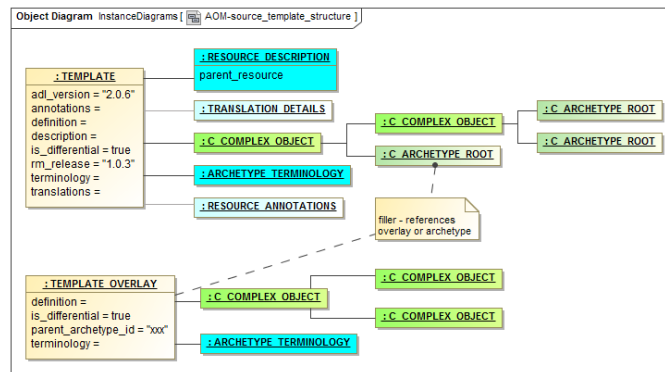 Object Diagram InstanceDiagrams [ AOM-source_template_structure ]
: RESOURCE_DESCRIPTION
parent_resource
: TEMPLATE
adl_version = "2.0.6"
annotations =
definition =
description =
is_differential = true
rm_release = "1.0.3"
terminology =
translations =
: TRANSLATION_DETAILS
: C_COMPLEX_OBJECT
: C_COMPLEX_OBJECT
: C_ARCHETYPE_ROOT
: C_ARCHETYPE_ROOT
: C_ARCHETYPE_ROOT
: ARCHETYPE_TERMINOLOGY
: RESOURCE_ANNOTATIONS
filler - references
overlay or archetype
: TEMPLATE_OVERLAY
definition =
is_differential = true
parent_archetype_id = "xxx"
terminology =
: C_COMPLEX_OBJECT
: C_COMPLEX_OBJECT
: C_COMPLEX_OBJECT
: ARCHETYPE_TERMINOLOGY